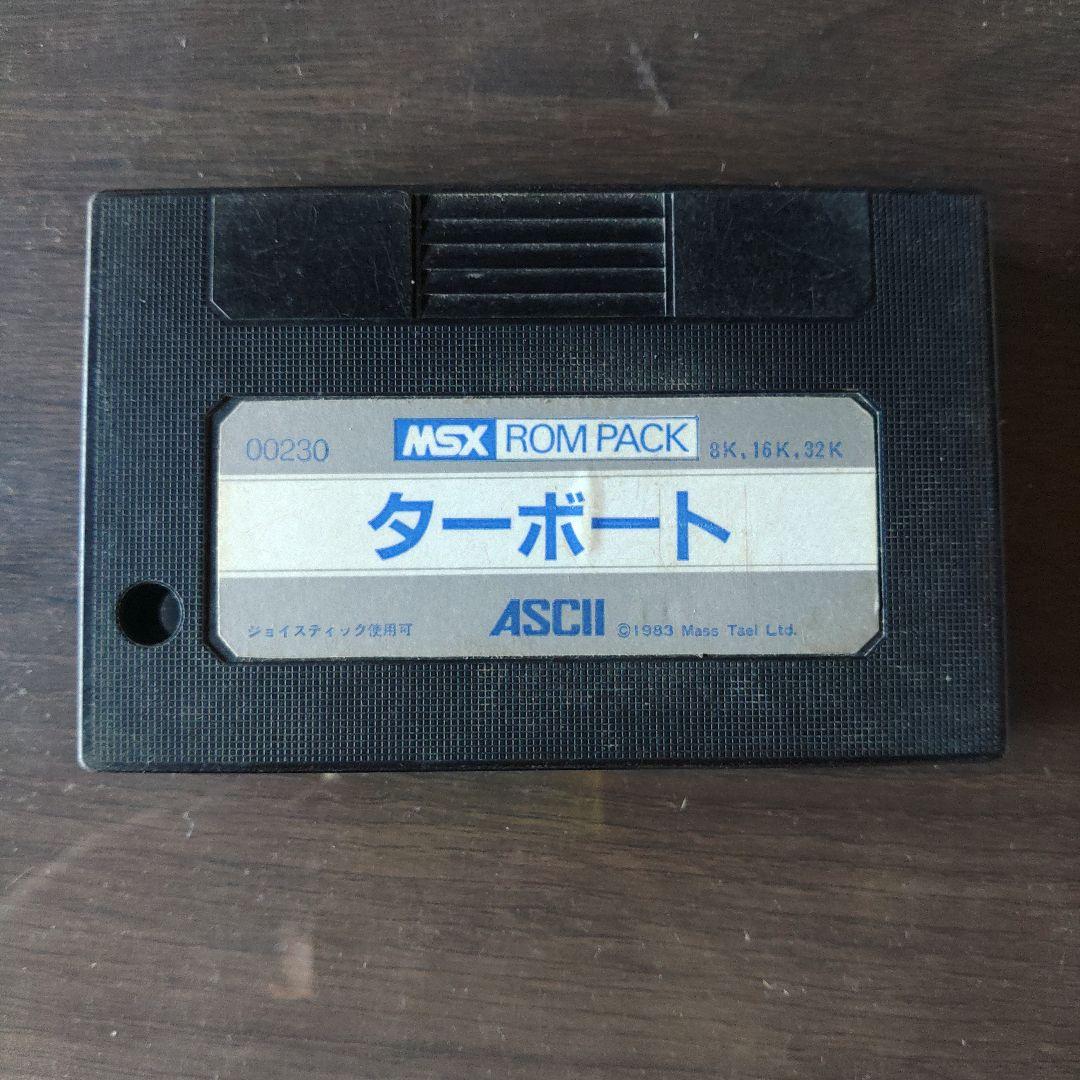 00230 MSX ROM PACK 8K, 16K, 32K
ターボート
ジョイスティック使用可 ASCII ©1983 Mass Tael Ltd.